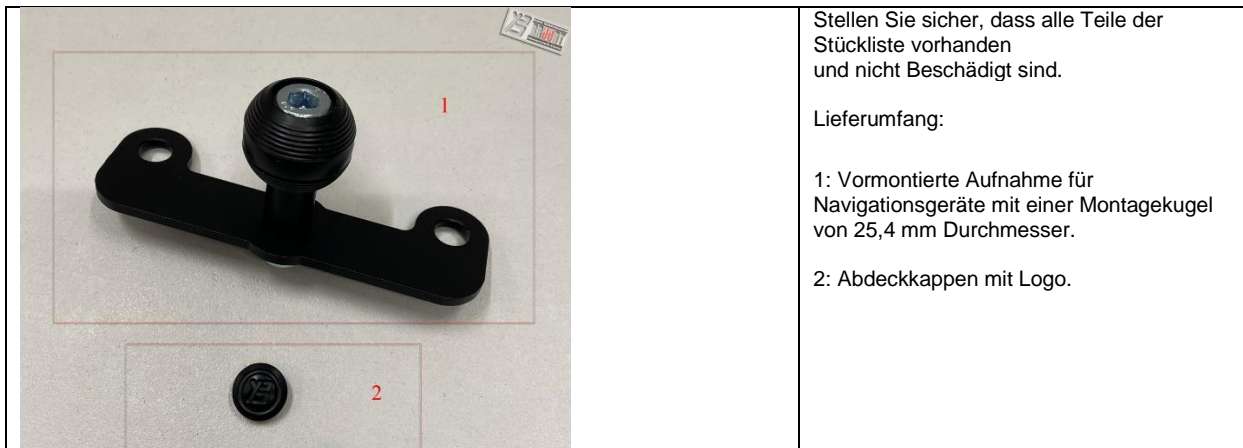 1
2
Stellen Sie sicher, dass alle Teile der
Stückliste vorhanden
und nicht Beschädigt sind.
Lieferumfang:
1: Vormontierte Aufnahme für
Navigationsgeräte mit einer Montagekugel
von 25,4 mm Durchmesser.
2: Abdeckkappen mit Logo.